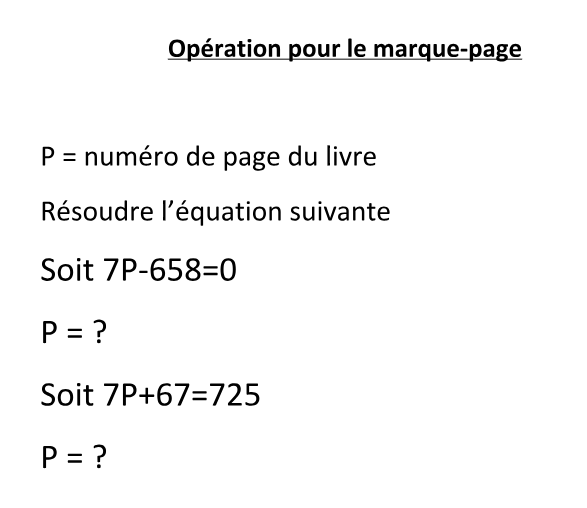 Opération pour le marque-page
P = numéro de page du livre
Résoudre l’équation suivante
Soit 7P-658=0
P = ?
Soit 7P+67=725
P = ?